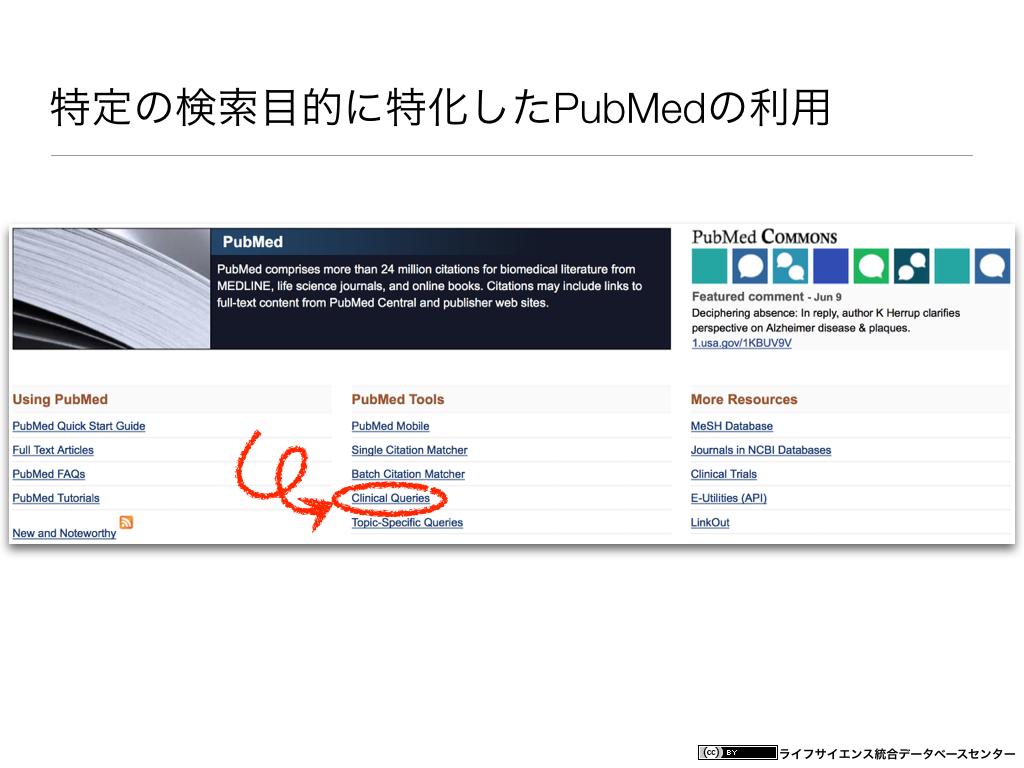 特定の検索目的に特化したPubMedの利用
PubMed
PubMed comprises more than 24 million citations for biomedical literature from
MEDLINE, life science journals, and online books. Citations may include links to
full-text content from PubMed Central and publisher web sites.
PubMed COMMONS
Featured comment - Jun 9
Deciphering absence: In reply, author K Herrup clarifies
perspective on Alzheimer disease & plaques.
1.usa.gov/1KBUV9V
Using PubMed
PubMed Quick Start Guide
Full Text Articles
PubMed FAQs
PubMed Tutorials
New and Noteworthy
PubMed Tools
PubMed Mobile
Single Citation Matcher
Batch Citation Matcher
Clinical Queries
Topic-Specific Queries
More Resources
MeSH Database
Journals in NCBI Databases
Clinical Trials
E-Utilities (API)
LinkOut
(cc) BY ライフサイエンス統合データベースセンター